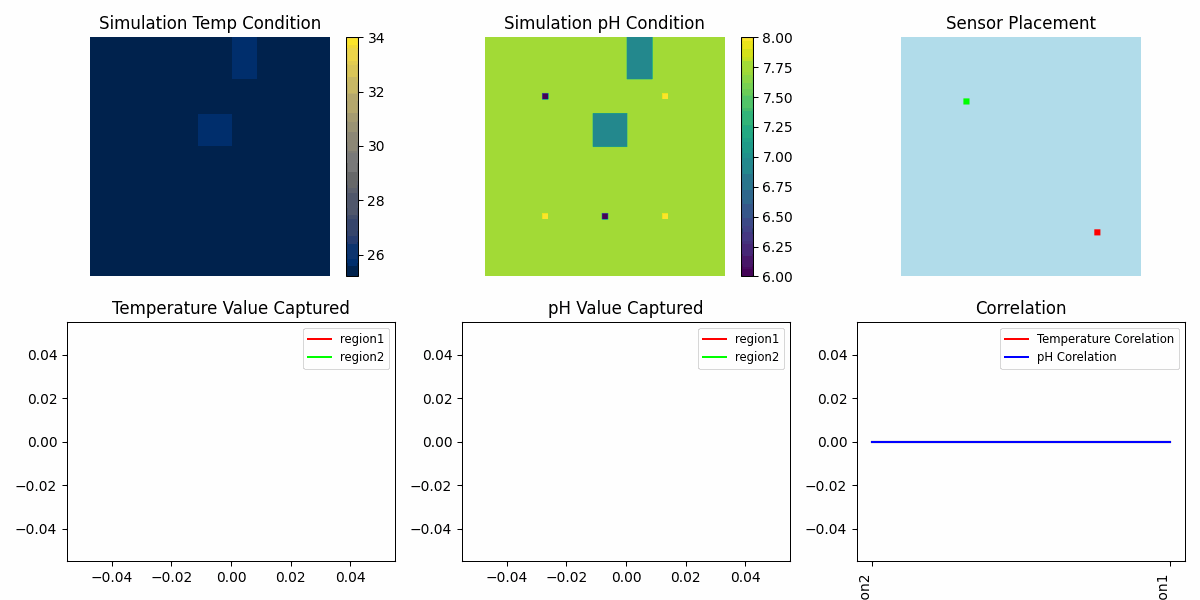 Simulation Temp Condition
34
32
30
28
26
Simulation pH Condition
8.00
7.75
7.50
7.25
7.00
6.75
6.50
6.25
6.00
Sensor Placement
Temperature Value Captured
region1
region2
0.04
0.02
0.00
−0.02
−0.04
−0.04 −0.02 0.00 0.02 0.04
pH Value Captured
region1
region2
0.04
0.02
0.00
−0.02
−0.04
−0.04 −0.02 0.00 0.02 0.04
Correlation
Temperature Corelation
pH Corelation
0.04
0.02
0.00
−0.02
−0.04
on2
on1